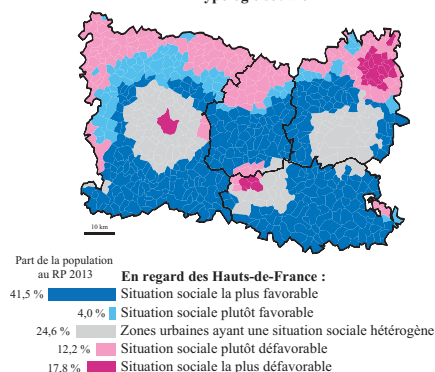 10 km
Part de la population
au RP 2013
En regard des Hauts-de-France :
41,5 % Situation sociale la plus favorable
4,0 % Situation sociale plutôt favorable
24,6 % Zones urbaines ayant une situation sociale hétérogène
12,2 % Situation sociale plutôt défavorable
17,8 % Situation sociale la plus défavorable